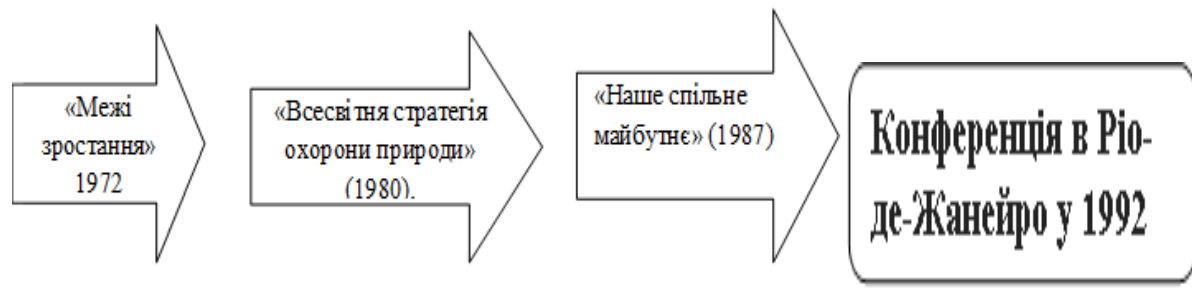 «Межі
зростання»
1972
«Всесвітня стратегія
охорони природи»
(1980).
«Наше спільне
майбутнє» (1987)
Конференція в Ріо-
де-Жанейро у 1992